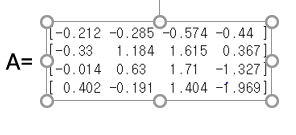 [-0.212 -0.285 -0.574 -0.44 ]
A= [-0.33 1.184 1.615 0.367]
[-0.014 0.63 1.71 -1.327]
[ 0.402 -0.191 1.404 -1.969]